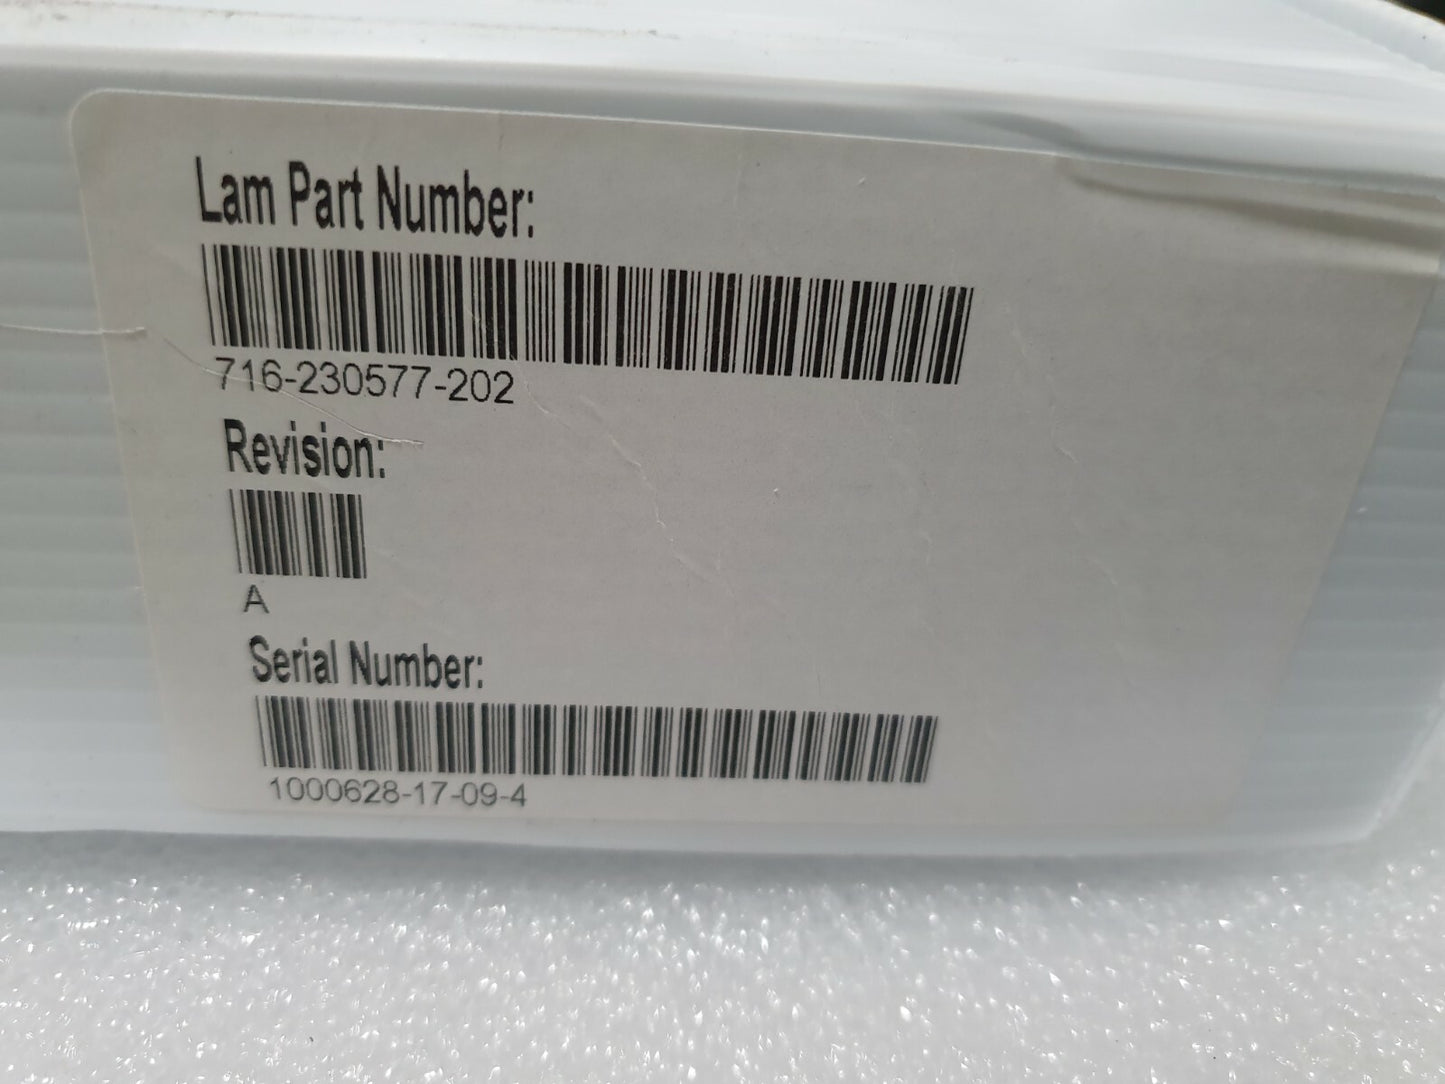 Lam Part Number:
716-230577-202
Revision:
A
Serial Number:
1000628-17-09-4